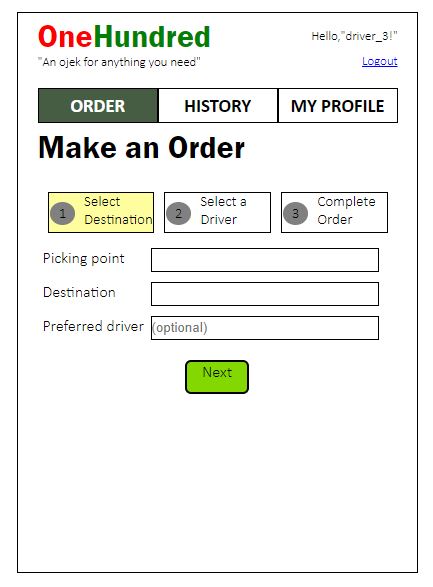 OneHundred
Hello,"driver_3!"
"An ojek for anything you need"
Logout
ORDER HISTORY MY PROFILE
Make an Order
1 Select Destination
2 Select a Driver
3 Complete Order
Picking point
Destination
Preferred driver (optional)
Next